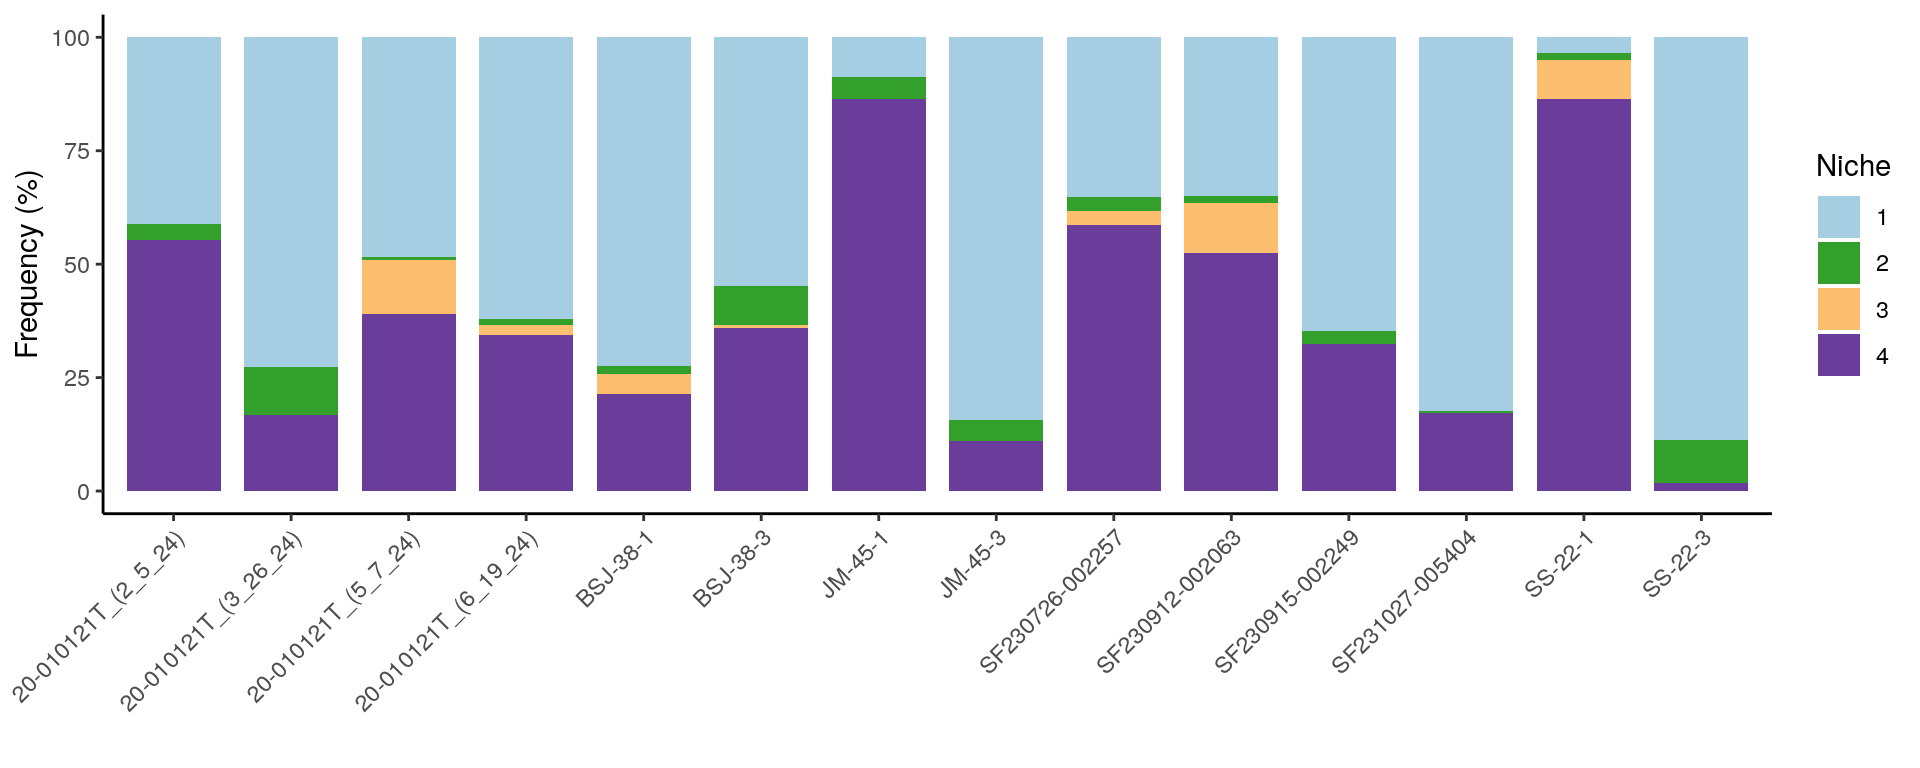 Frequency (%)
100
75
50
25
0
20-010121T_(2_5_24)
20-010121T_(3_26_24)
20-010121T_(5_7_24)
20-010121T_(6_19_24)
BSJ-38-1
BSJ-38-3
JM-45-1
JM-45-3
SF230726-002257
SF230912-002063
SF230915-002249
SF231027-005404
SS-22-1
SS-22-3
Niche
1
2
3
4